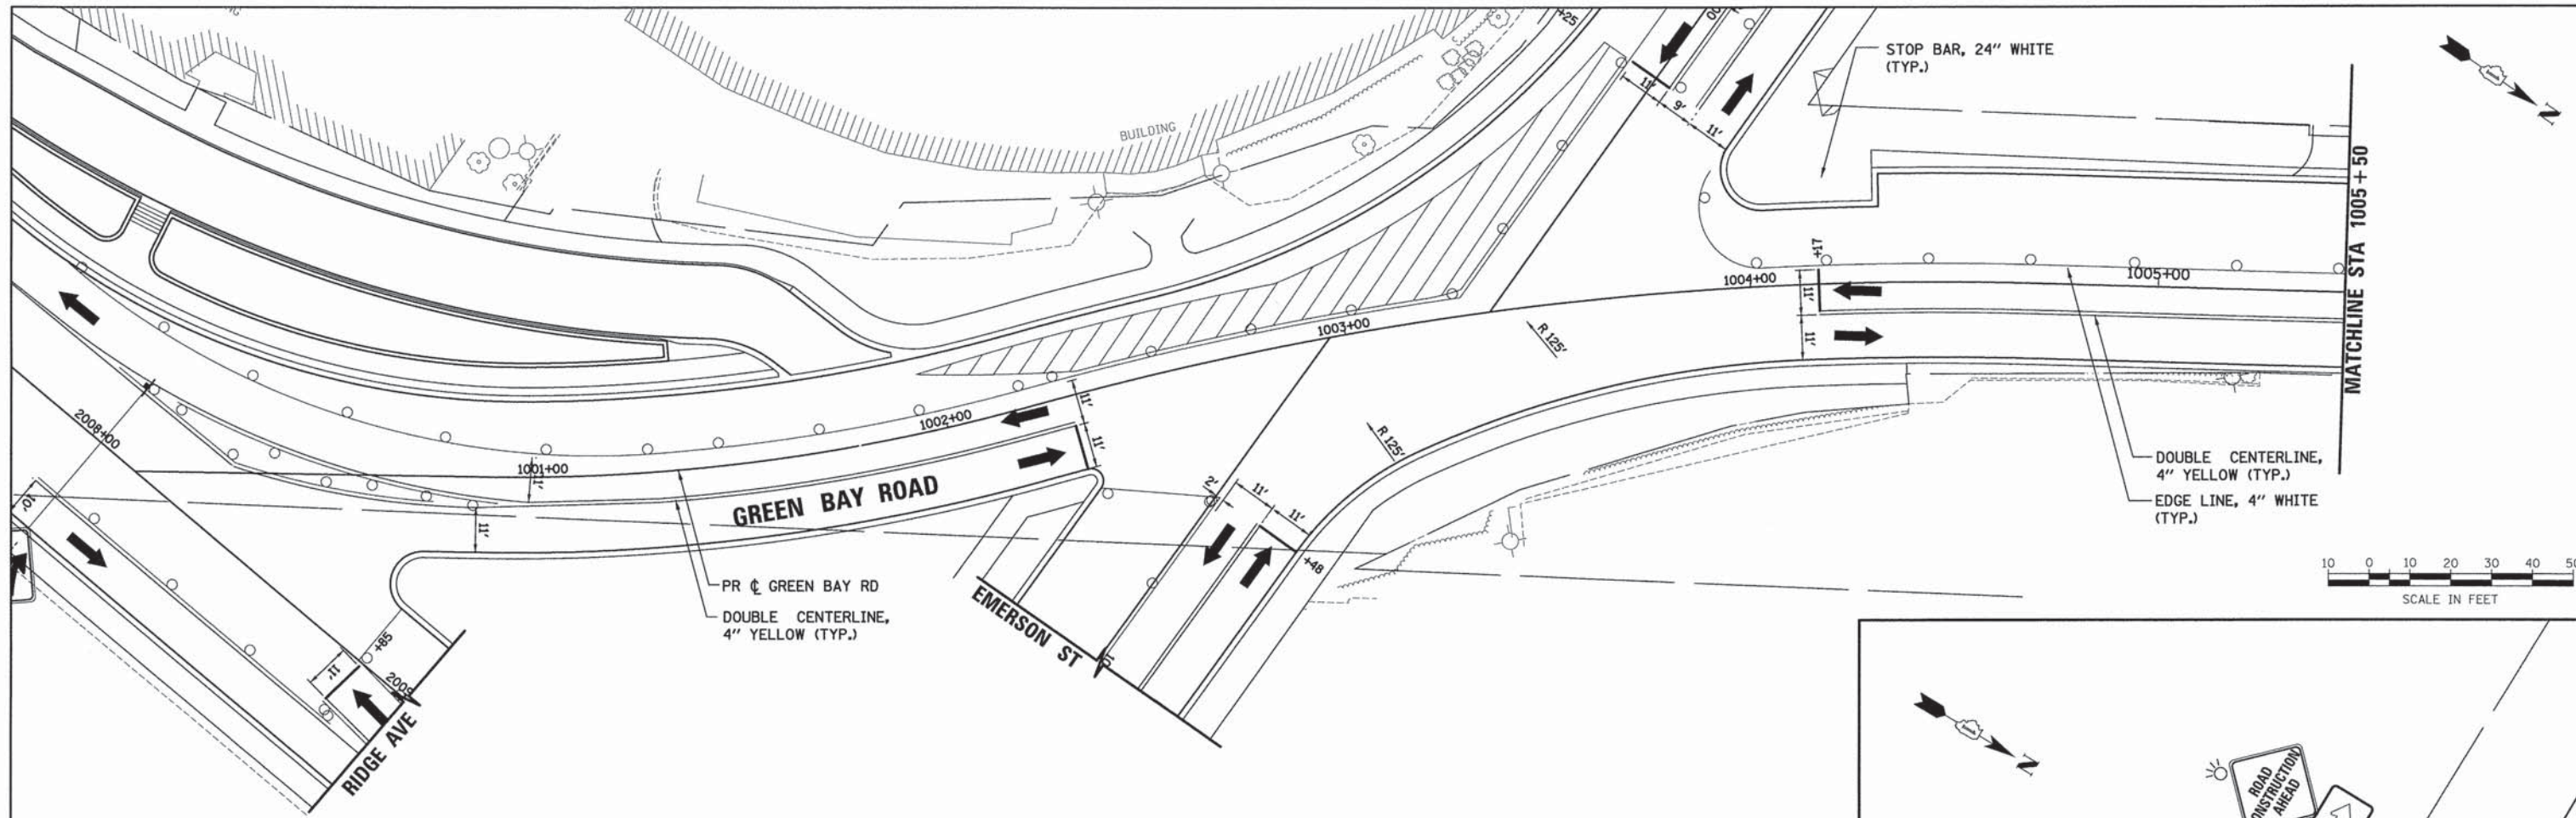 +25
00
STOP BAR, 24" WHITE
(TYP.)
N
BUILDING
11'
9'
11'
MATCHLINE STA 1005+50
+17
1004+00
1005+00
11'
11'
1003+00
R 125'
R 125'
2008+00
1002+00
11'
11'
1001+00
11'
11'
GREEN BAY ROAD
10'
2'
11'
11'
+48
DOUBLE CENTERLINE,
4" YELLOW (TYP.)
EDGE LINE, 4" WHITE
(TYP.)
PR ℄ GREEN BAY RD
DOUBLE CENTERLINE,
4" YELLOW (TYP.)
EMERSON ST
10 0 10 20 30 40 50
SCALE IN FEET
+85
11'
2009
RIDGE AVE
N
ROAD
CONSTRUCTION
AHEAD